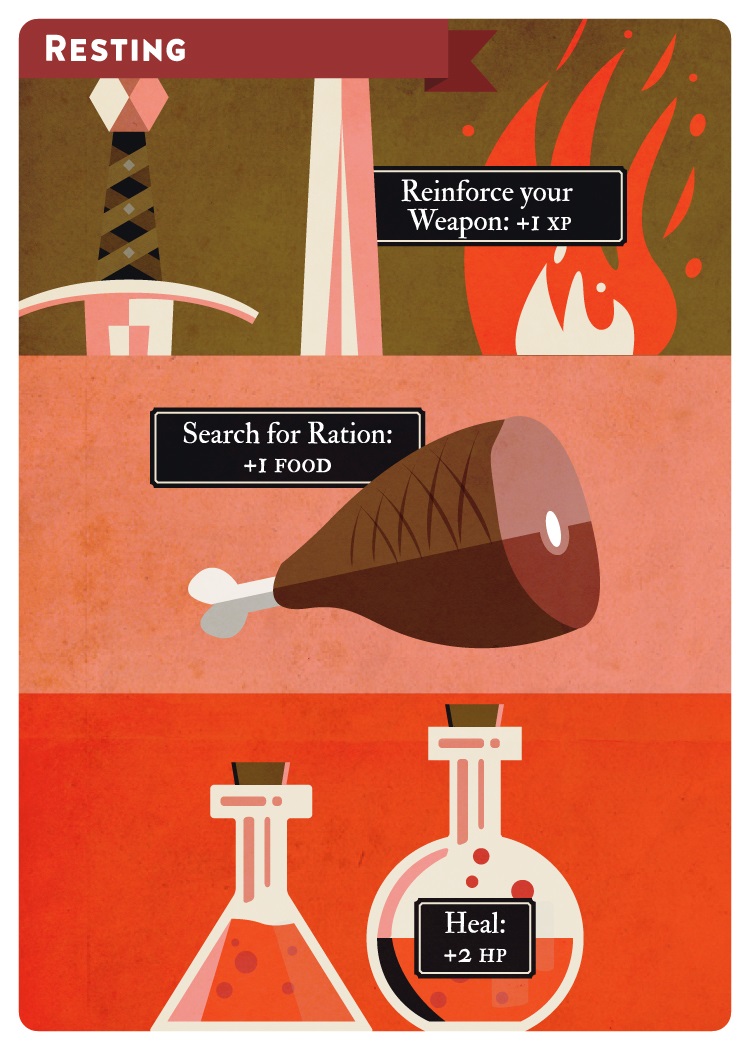 Resting
Reinforce your
Weapon: +1 XP
Search for Ration:
+1 FOOD
Heal:
+2 HP